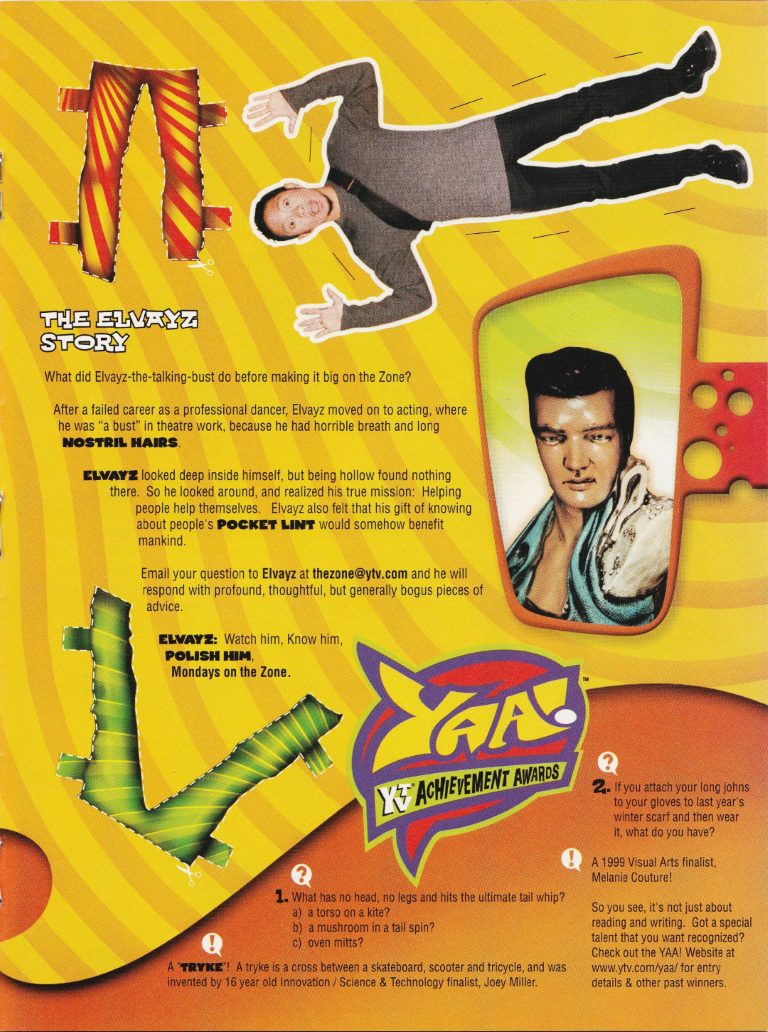 THE ELVAYZ
STORY
What did Elvayz-the-talking-bust do before making it big on the Zone?
After a failed career as a professional dancer, Elvayz moved on to acting, where
he was "a bust" in theatre work, because he had horrible breath and long
NOSTRIL HAIRS.
ELVAYZ looked deep inside himself, but being hollow found nothing
there. So he looked around, and realized his true mission: Helping
people help themselves. Elvayz also felt that his gift of knowing
about people's POCKET LINT would somehow benefit
mankind.
Email your question to Elvayz at thezone@ytv.com and he will
respond with profound, thoughtful, but generally bogus pieces of
advice.
ELVAYZ: Watch him, Know him,
POLISH HIM,
Mondays on the Zone.
YAA! ™
YTV ACHIEVEMENT AWARDS
?
1. What has no head, no legs and hits the ultimate tail whip?
a) a torso on a kite?
b) a mushroom in a tail spin?
c) oven mitts?
!
A "TRYKE"! A tryke is a cross between a skateboard, scooter and tricycle, and was
invented by 16 year old Innovation / Science & Technology finalist, Joey Miller.
?
2. If you attach your long johns
to your gloves to last year's
winter scarf and then wear
it, what do you have?
!
A 1999 Visual Arts finalist,
Melanie Couture!
So you see, it's not just about
reading and writing. Got a special
talent that you want recognized?
Check out the YAA! Website at
www.ytv.com/yaa/ for entry
details & other past winners.